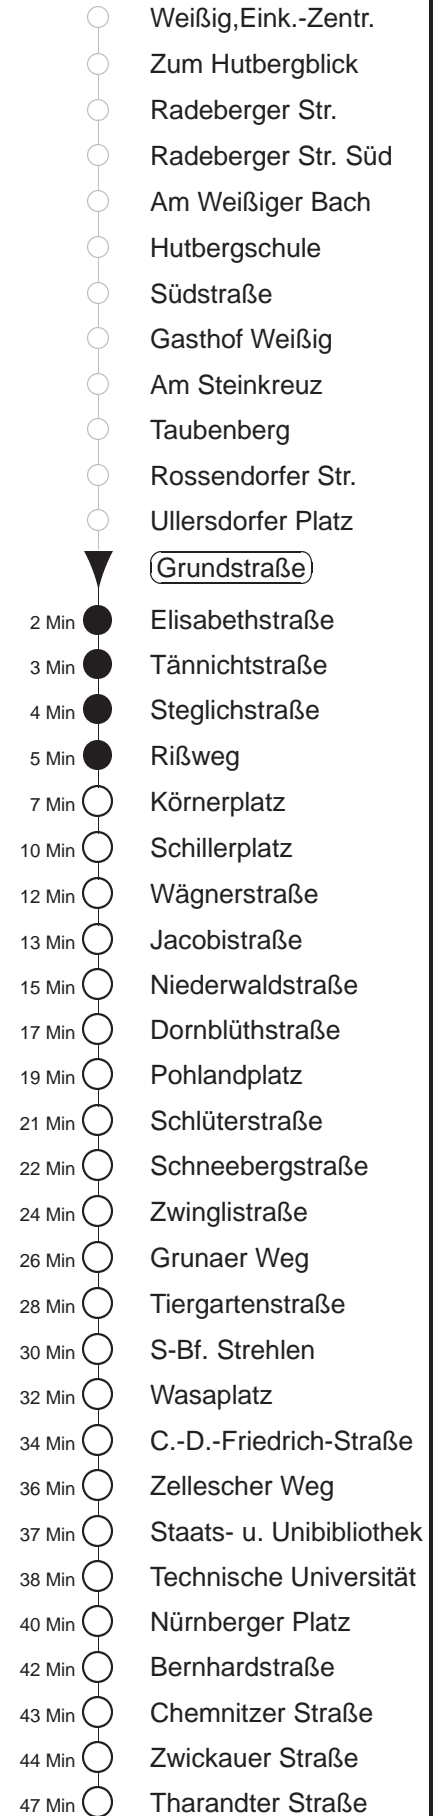 Weißig,Eink.-Zentr.
Zum Hutbergblick
Radeberger Str.
Radeberger Str. Süd
Am Weißiger Bach
Hutbergschule
Südstraße
Gasthof Weißig
Am Steinkreuz
Taubenberg
Rossendorfer Str.
Ullersdorfer Platz
Grundstraße
2 Min Elisabethstraße
3 Min Tännichtstraße
4 Min Steglichstraße
5 Min Rißweg
7 Min Körnerplatz
10 Min Schillerplatz
12 Min Wägnerstraße
13 Min Jacobistraße
15 Min Niederwaldstraße
17 Min Dornblüthstraße
19 Min Pohlandplatz
21 Min Schlüterstraße
22 Min Schneebergstraße
24 Min Zwinglistraße
26 Min Grunaer Weg
28 Min Tiergartenstraße
30 Min S-Bf. Strehlen
32 Min Wasaplatz
34 Min C.-D.-Friedrich-Straße
36 Min Zellescher Weg
37 Min Staats- u. Unibibliothek
38 Min Technische Universität
40 Min Nürnberger Platz
42 Min Bernhardstraße
43 Min Chemnitzer Straße
44 Min Zwickauer Straße
47 Min Tharandter Straße